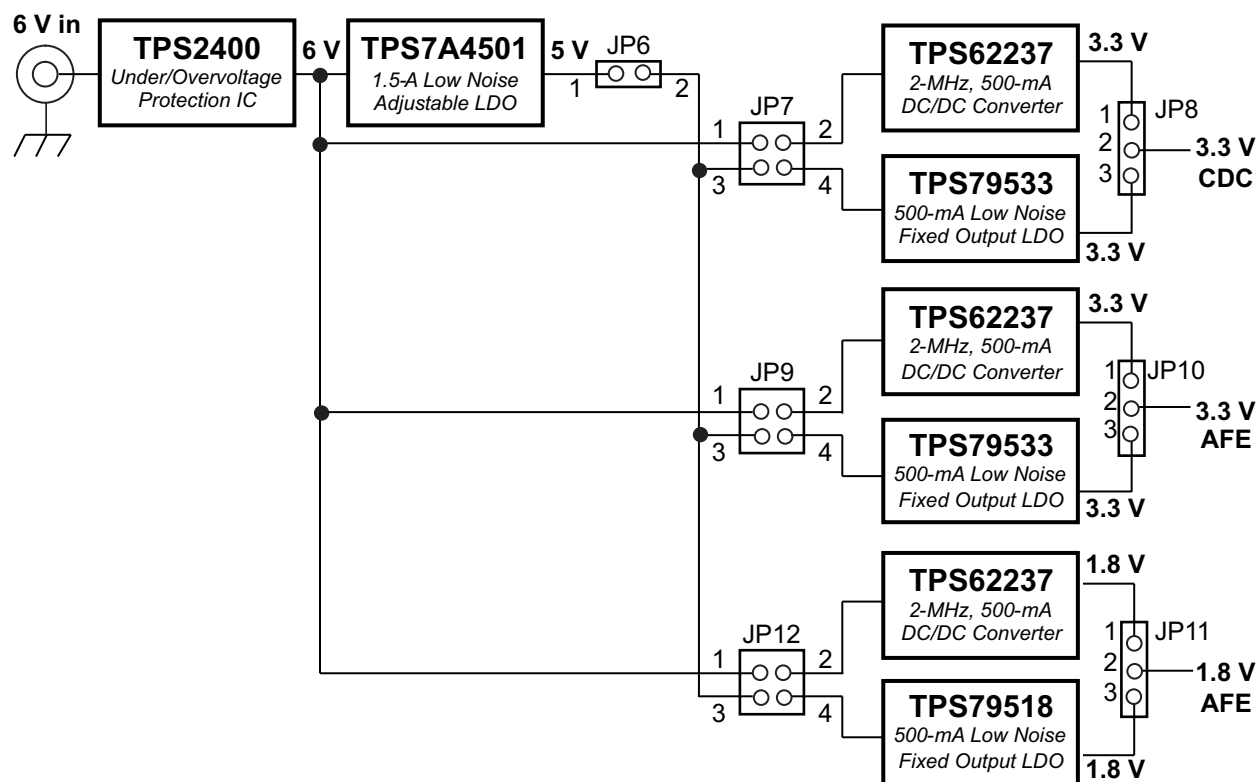 6 V in
TPS2400
Under/Overvoltage
Protection IC
6 V
TPS7A4501
1.5-A Low Noise
Adjustable LDO
5 V
JP6
1
2
JP7
1
2
3
4
TPS62237
2-MHz, 500-mA
DC/DC Converter
3.3 V
TPS79533
500-mA Low Noise
Fixed Output LDO
3.3 V
JP8
1
2
3
3.3 V
CDC
JP9
1
2
3
4
TPS62237
2-MHz, 500-mA
DC/DC Converter
3.3 V
TPS79533
500-mA Low Noise
Fixed Output LDO
3.3 V
JP10
1
2
3
3.3 V
AFE
JP12
1
2
3
4
TPS62237
2-MHz, 500-mA
DC/DC Converter
1.8 V
TPS79518
500-mA Low Noise
Fixed Output LDO
1.8 V
JP11
1
2
3
1.8 V
AFE